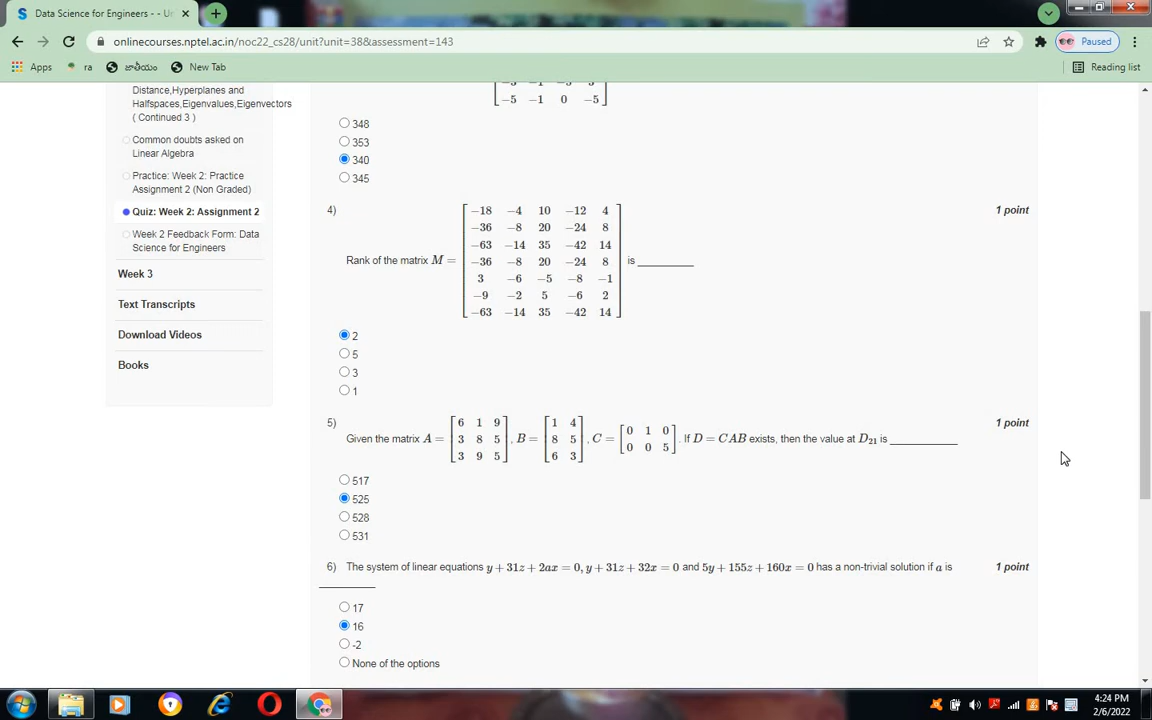 Data Science for Engineers - - Un
onlinecourses.nptel.ac.in/noc22_cs28/unit?unit=38&assessment=143
Paused
Apps
ra
జాతీయం
New Tab
Reading list
Distance,Hyperplanes and
Halfspaces,Eigenvalues,Eigenvectors
( Continued 3 )
Common doubts asked on
Linear Algebra
Practice: Week 2: Practice
Assignment 2 (Non Graded)
Quiz: Week 2: Assignment 2
Week 2 Feedback Form: Data
Science for Engineers
Week 3
Text Transcripts
Download Videos
Books
−5 −1 0 −5
348
353
340
345
4) 1 point
−18 −4 10 −12 4
−36 −8 20 −24 8
−63 −14 35 −42 14
Rank of the matrix M = −36 −8 20 −24 8 is ________
3 −6 −5 −8 −1
−9 −2 5 −6 2
−63 −14 35 −42 14
2
5
3
1
5) 1 point
6 1 9 1 4
Given the matrix A = 3 8 5 , B = 8 5 , C = 0 1 0 . If D = CAB exists, then the value at D₂₁ is __________
0 0 5
3 9 5 6 3
517
525
528
531
6) The system of linear equations y + 31z + 2ax = 0, y + 31z + 32x = 0 and 5y + 155z + 160x = 0 has a non-trivial solution if a is 1 point
________
17
16
-2
None of the options
4:24 PM
2/6/2022